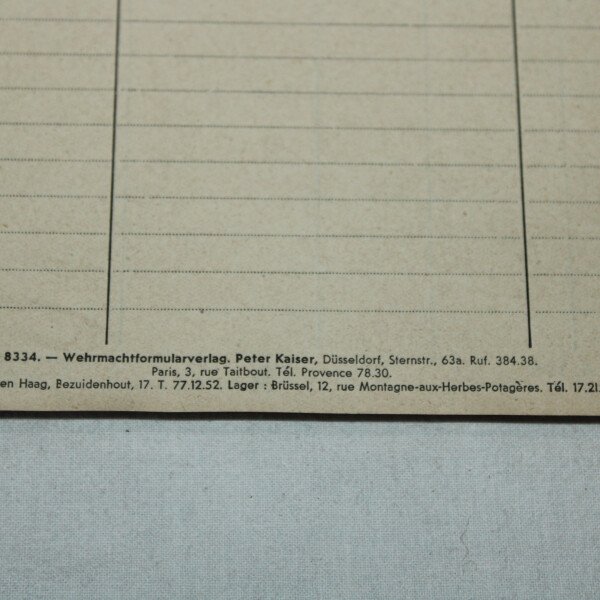 8334. — Wehrmachtformularverlag. Peter Kaiser, Düsseldorf, Sternstr., 63a. Ruf. 384.38.
Paris, 3, rue Taitbout. Tél. Provence 78.30.
en Haag, Bezuidenhout, 17. T. 77.12.52. Lager : Brüssel, 12, rue Montagne-aux-Herbes-Potagères. Tél. 17.21